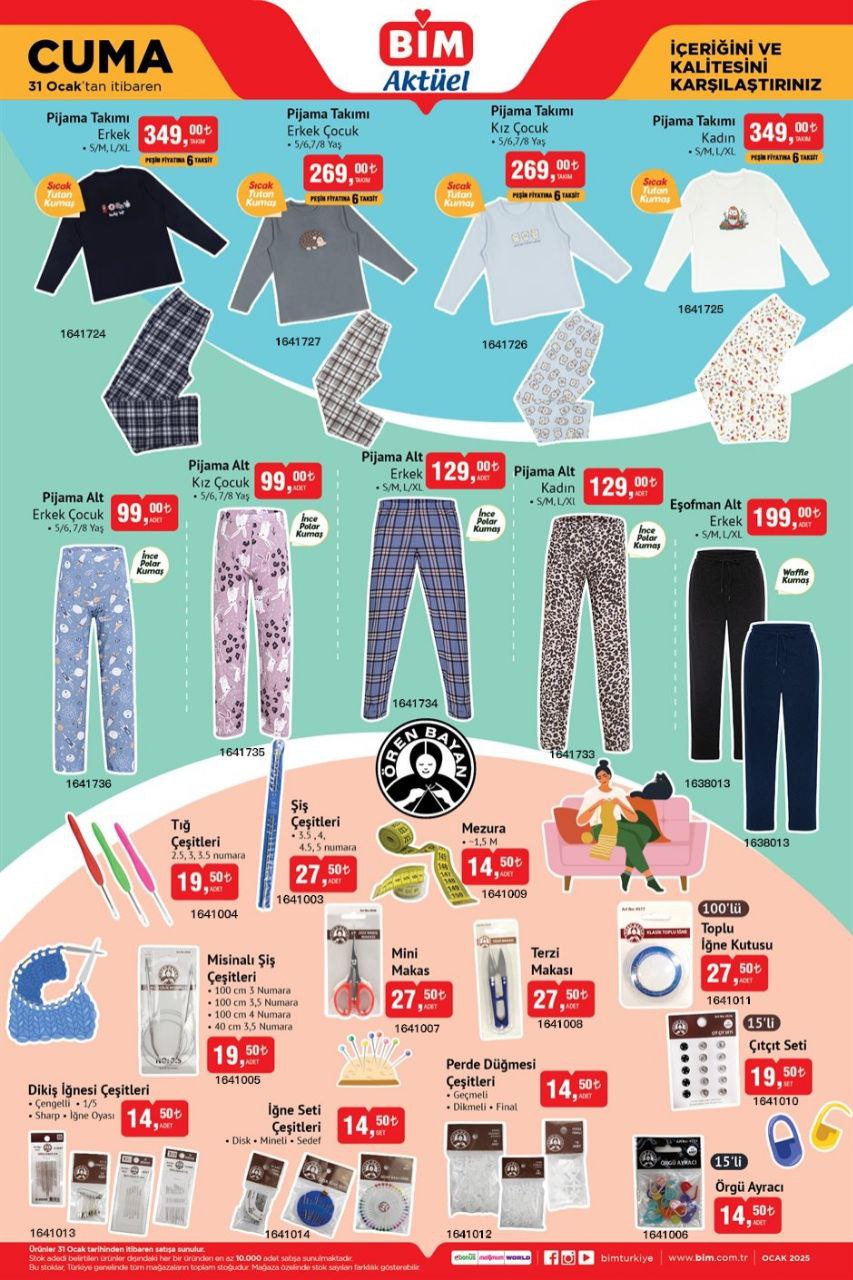 CUMA
31 Ocak'tan itibaren
BİM
Aktüel
İÇERİĞİNİ VE
KALİTESİNİ
KARŞILAŞTIRINIZ
Pijama Takımı
Erkek
• S/M, L/XL
349,00₺
TAKIM
PEŞİN FİYATINA 6 TAKSİT
Sıcak
Tutan
Kumaş
1641724
Pijama Takımı
Erkek Çocuk
• 5/6,7/8 Yaş
269,00₺
TAKIM
PEŞİN FİYATINA 6 TAKSİT
Sıcak
Tutan
Kumaş
1641727
Pijama Takımı
Kız Çocuk
• 5/6,7/8 Yaş
269,00₺
TAKIM
PEŞİN FİYATINA 6 TAKSİT
Sıcak
Tutan
Kumaş
1641726
Pijama Takımı
Kadın
• S/M, L/XL
349,00₺
TAKIM
PEŞİN FİYATINA 6 TAKSİT
Sıcak
Tutan
Kumaş
1641725
Pijama Alt
Erkek Çocuk
• 5/6, 7/8 Yaş
99,00₺
ADET
İnce
Polar
Kumaş
1641736
Pijama Alt
Kız Çocuk
• 5/6, 7/8 Yaş
99,00₺
ADET
İnce
Polar
Kumaş
1641735
Pijama Alt
Erkek
• S/M, L/XL
129,00₺
ADET
İnce
Polar
Kumaş
1641734
Pijama Alt
Kadın
• S/M, L/XL
129,00₺
ADET
İnce
Polar
Kumaş
1641733
Eşofman Alt
Erkek
• S/M, L/XL
199,00₺
ADET
Waffle
Kumaş
1638013
1638013
ÖREN BAYAN
Tığ
Çeşitleri
2.5, 3, 3.5 numara
19,50₺
ADET
1641004
Şiş
Çeşitleri
• 3.5 ,4,
4.5, 5 numara
27,50₺
ADET
1641003
Mezura
• ~1,5 M
14,50₺
ADET
1641009
Misinalı Şiş
Çeşitleri
• 100 cm 3 Numara
• 100 cm 3,5 Numara
• 100 cm 4 Numara
• 40 cm 3,5 Numara
19,50₺
ADET
1641005
Mini
Makas
27,50₺
ADET
1641007
Terzi
Makası
27,50₺
ADET
1641008
KLASİK TOPLU İĞNE
100'lü
Toplu
İğne Kutusu
27,50₺
ADET
1641011
15'li
Çıtçıt Seti
19,50₺
SET
1641010
Dikiş İğnesi Çeşitleri
• Çengelli • 1/5
• Sharp • İğne Oyası
14,50₺
ADET
1641013
İğne Seti
Çeşitleri
• Disk • Mineli • Sedef
14,50₺
SET
1641014
Perde Düğmesi
Çeşitleri
• Geçmeli
• Dikmeli • Final
14,50₺
ADET
1641012
ÖRGÜ AYRACI
15'li
Örgü Ayracı
14,50₺
SET
1641006
Ürünler 31 Ocak tarihinden itibaren satışa sunulur.
Stok adedi belirtilen ürünler dışındaki her bir üründen en az 10.000 adet satışa sunulmaktadır.
Bu stoklar, Türkiye genelinde tüm mağazaların toplam stoğudur. Mağaza özelinde stok sayıları farklılık gösterebilir.
bonus maximum WORLD
bimturkiye
www.bim.com.tr
OCAK 2025